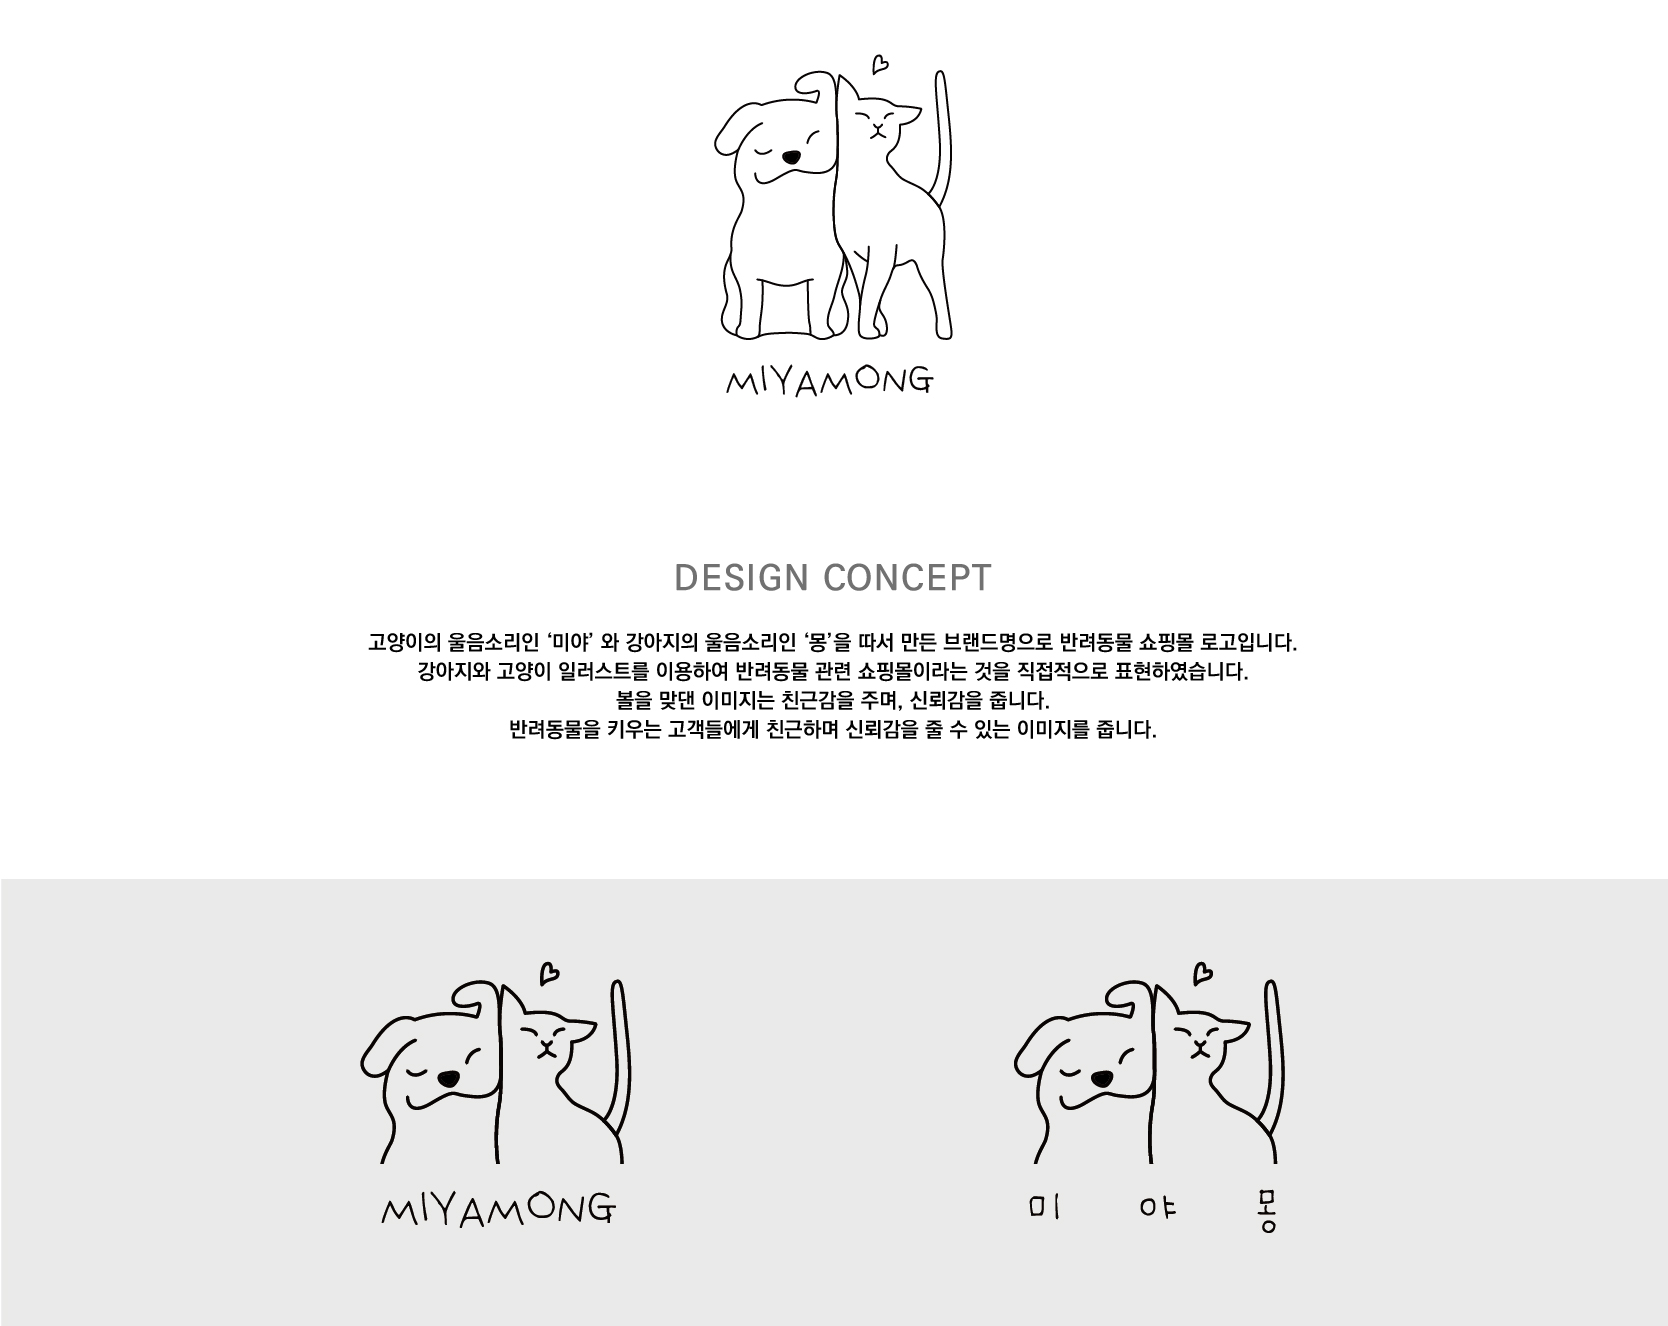 MIYAMONG
DESIGN CONCEPT
고양이의 울음소리인 ‘미야’ 와 강아지의 울음소리인 ‘몽’을 따서 만든 브랜드명으로 반려동물 쇼핑몰 로고입니다.
강아지와 고양이 일러스트를 이용하여 반려동물 관련 쇼핑몰이라는 것을 직접적으로 표현하였습니다.
볼을 맞댄 이미지는 친근감을 주며, 신뢰감을 줍니다.
반려동물을 키우는 고객들에게 친근하며 신뢰감을 줄 수 있는 이미지를 줍니다.
MIYAMONG
미 야 몽